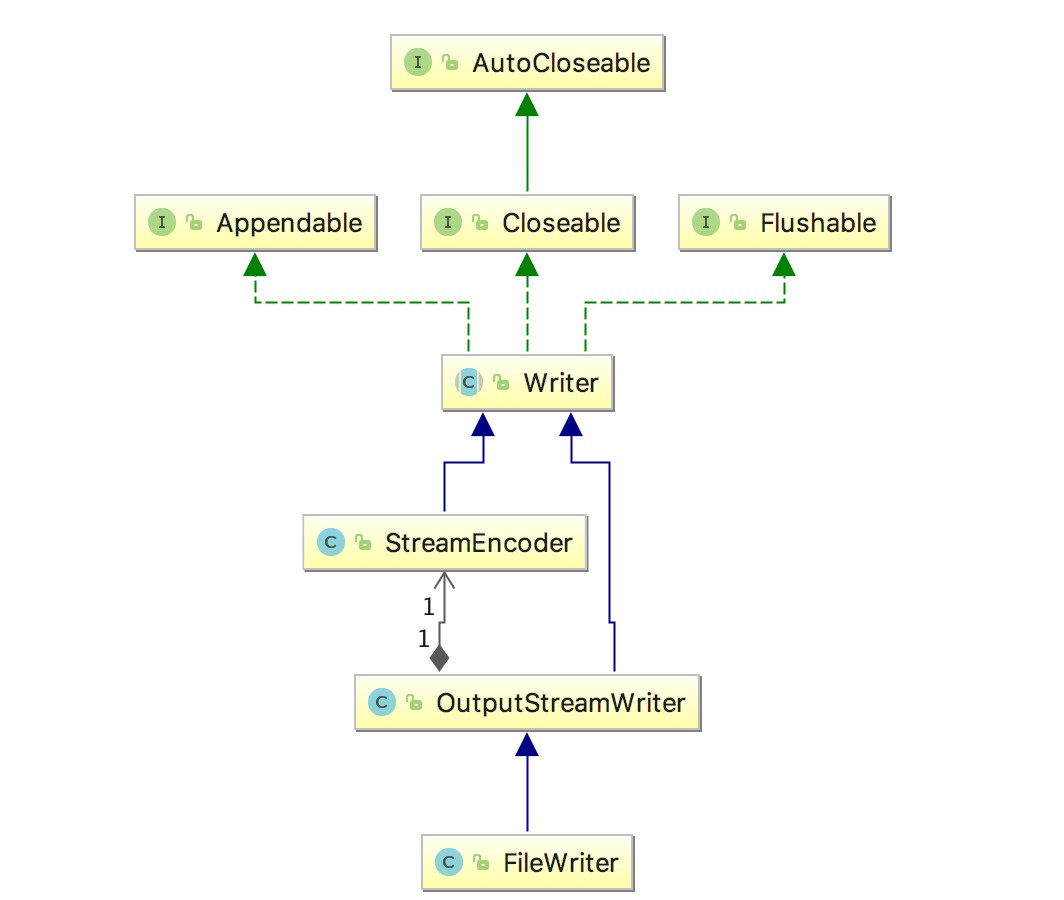 I AutoCloseable
I Appendable I Closeable I Flushable
C Writer
C StreamEncoder
1
1
C OutputStreamWriter
C FileWriter